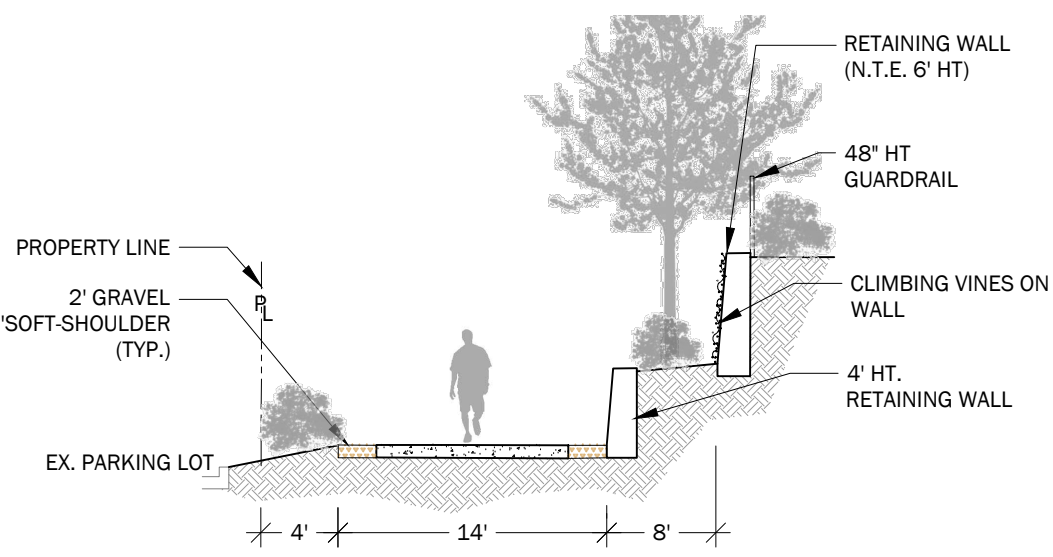 RETAINING WALL
(N.T.E. 6' HT)
48" HT
GUARDRAIL
PROPERTY LINE
2' GRAVEL
'SOFT-SHOULDER
(TYP.)
PL
CLIMBING VINES ON
WALL
4' HT.
RETAINING WALL
EX. PARKING LOT
4'
14'
8'